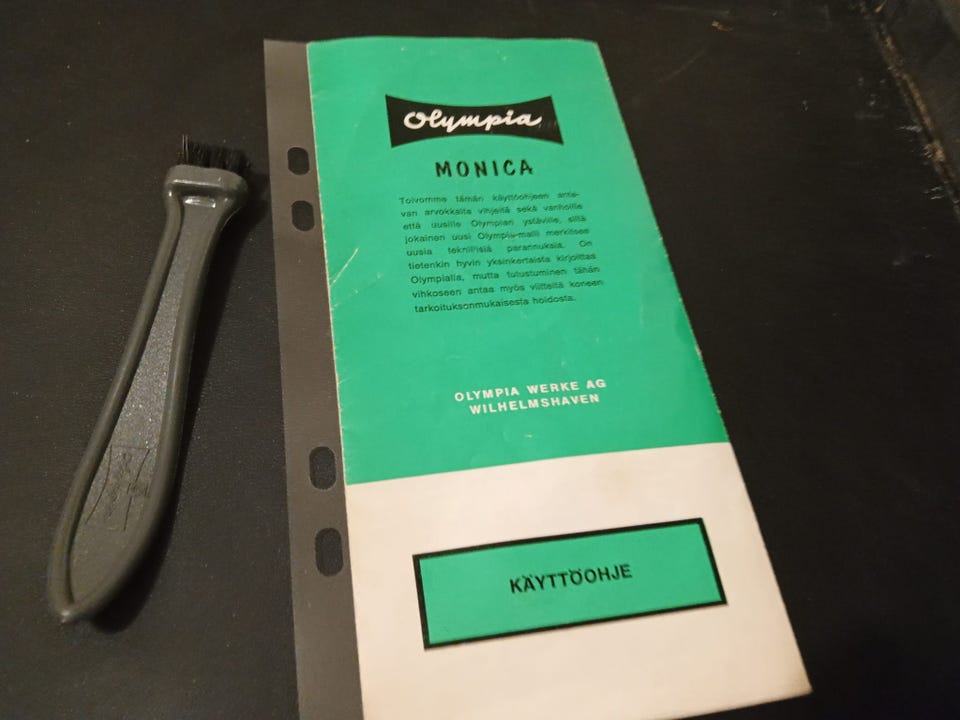 Olympia
MONICA
Toivomme tämän käyttöohjeen anta-
van arvokkaita vihjeitä sekä vanhoille
että uusille Olympian ystäville, sillä
jokainen uusi Olympia-malli merkitsee
uusia teknillisiä parannuksia. On
tietenkin hyvin yksinkertaista kirjoittaa
Olympialla, mutta tutustuminen tähän
vihkoseen antaa myös viitteitä koneen
tarkoituksenmukaisesta hoidosta.
OLYMPIA WERKE AG
WILHELMSHAVEN
KÄYTTÖOHJE